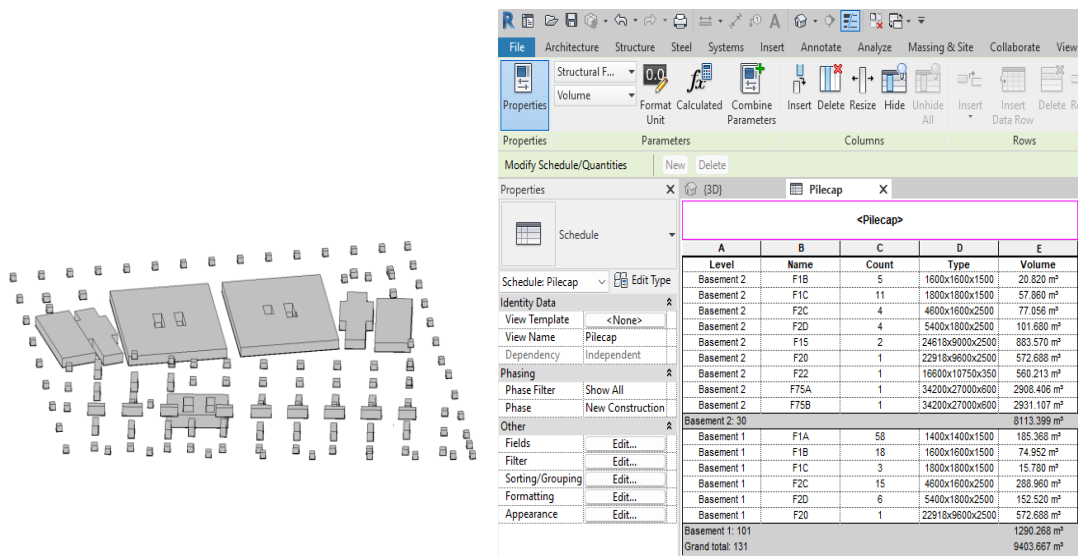 File Architecture Structure Steel Systems Insert Annotate Analyze Massing & Site Collaborate View
Structural F...
Volume
Properties
0.0
Format Unit
fx
Calculated
Combine Parameters
Insert Delete Resize Hide Unhide All
Insert
Insert Data Row
Delete
Properties Parameters Columns Rows
Modify Schedule/Quantities New Delete
Properties X {3D} Pilecap X
Schedule
Schedule: Pilecap Edit Type
Identity Data
View Template <None>
View Name Pilecap
Dependency Independent
Phasing
Phase Filter Show All
Phase New Construction
Other
Fields Edit...
Filter Edit...
Sorting/Grouping Edit...
Formatting Edit...
Appearance Edit...
<Pilecap>
A B C D E
Level Name Count Type Volume
Basement 2 F1B 5 1600x1600x1500 20.820 m³
Basement 2 F1C 11 1800x1800x1500 57.860 m³
Basement 2 F2C 4 4600x1600x2500 77.056 m³
Basement 2 F2D 4 5400x1800x2500 101.680 m³
Basement 2 F15 2 24618x9000x2500 883.570 m³
Basement 2 F20 1 22918x9600x2500 572.688 m³
Basement 2 F22 1 16600x10750x350 560.213 m³
Basement 2 F75A 1 34200x27000x600 2908.406 m³
Basement 2 F75B 1 34200x27000x600 2931.107 m³
Basement 2: 30 8113.399 m³
Basement 1 F1A 58 1400x1400x1500 185.368 m³
Basement 1 F1B 18 1600x1600x1500 74.952 m³
Basement 1 F1C 3 1800x1800x1500 15.780 m³
Basement 1 F2C 15 4600x1600x2500 288.960 m³
Basement 1 F2D 6 5400x1800x2500 152.520 m³
Basement 1 F20 1 22918x9600x2500 572.688 m³
Basement 1: 101 1290.268 m³
Grand total: 131 9403.667 m³